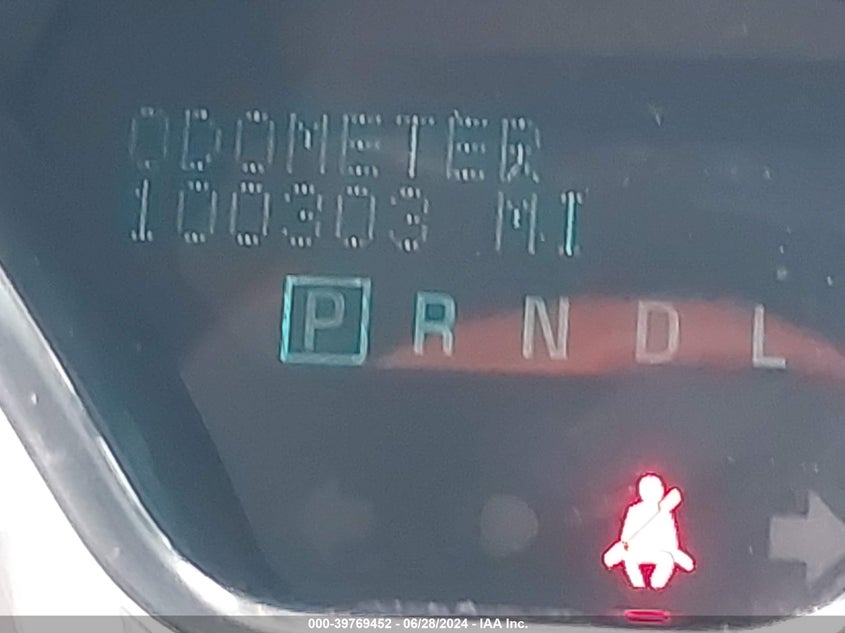 ODOMETER
100303 MI
P R N D L
000-39769452 - 06/28/2024 - IAA Inc.